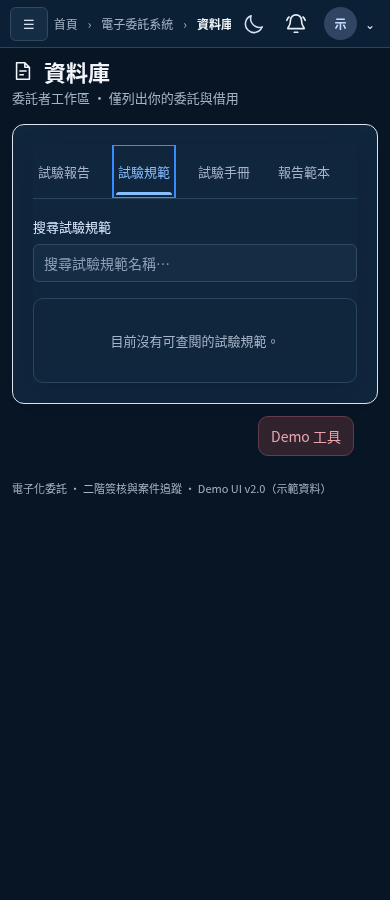 ☰ 首頁 › 電子委託系統 › 資料庫 示 ⌄
資料庫
委託者工作區 · 僅列出你的委託與借用
試驗報告 試驗規範 試驗手冊 報告範本
搜尋試驗規範
搜尋試驗規範名稱⋯
目前沒有可查閱的試驗規範。
Demo 工具
電子化委託 · 二階簽核與案件追蹤 · Demo UI v2.0（示範資料）